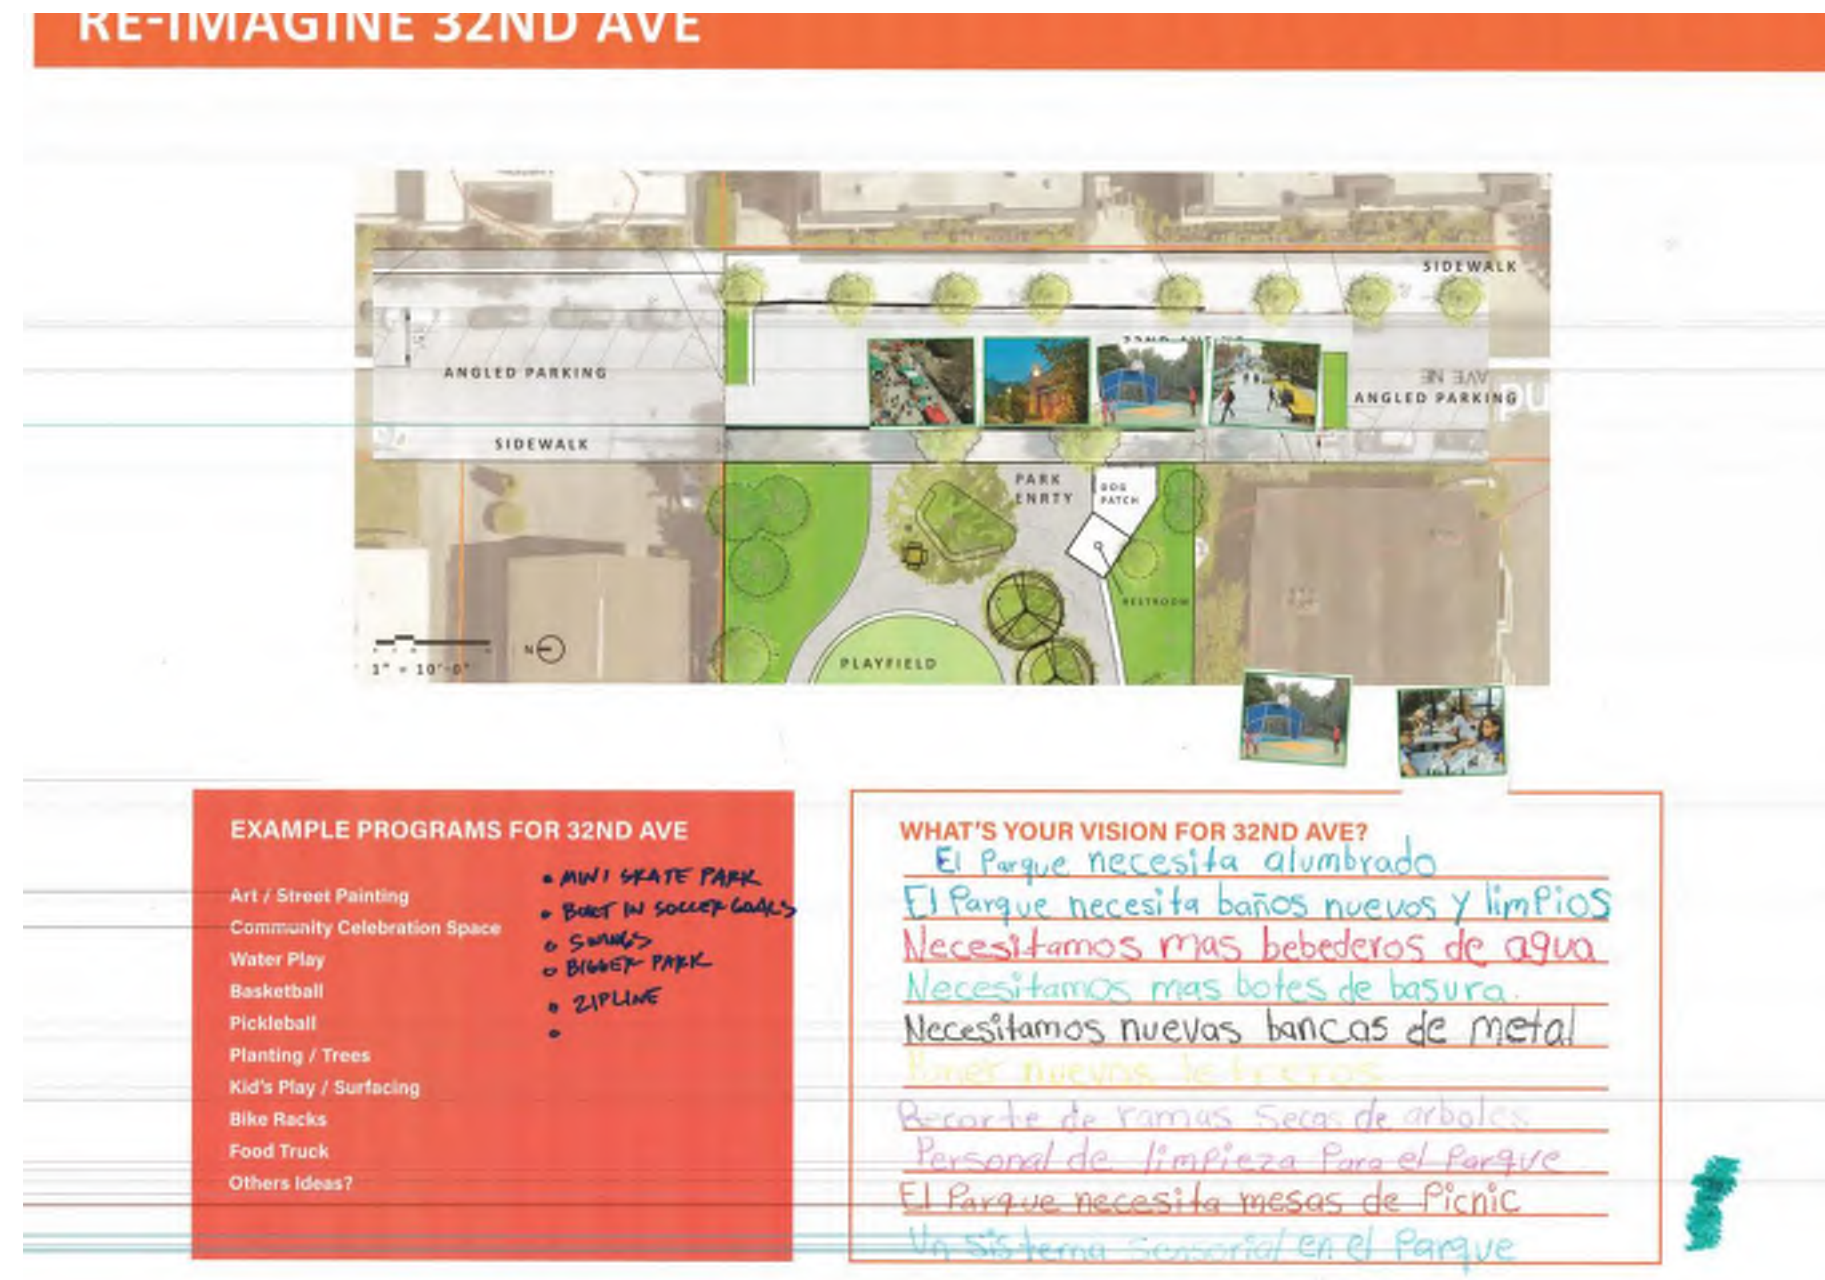 RE-IMAGINE 32ND AVE
SIDEWALK
ANGLED PARKING
AVE NE
ANGLED PARKING
SIDEWALK
PARK
ENRTY
DOG
PATCH
RESTROOM
PLAYFIELD
N
1" = 10'-0"
EXAMPLE PROGRAMS FOR 32ND AVE
Art / Street Painting
Community Celebration Space
Water Play
Basketball
Pickleball
Planting / Trees
Kid's Play / Surfacing
Bike Racks
Food Truck
Others Ideas?
• MINI SKATE PARK
• BUILT IN SOCCER GOALS
• SWINGS
• BIGGER PARK
• ZIPLINE
•
WHAT'S YOUR VISION FOR 32ND AVE?
El Parque necesita alumbrado
El Parque necesita baños nuevos y limpios
Necesitamos mas bebederos de agua
Necesitamos mas botes de basura.
Necesitamos nuevas bancas de metal
Poner nuevos letreros
Recorte de ramas secas de arboles
Personal de limpieza Para el Parque
El Parque necesita mesas de Picnic
Un sistema sensorial en el Parque